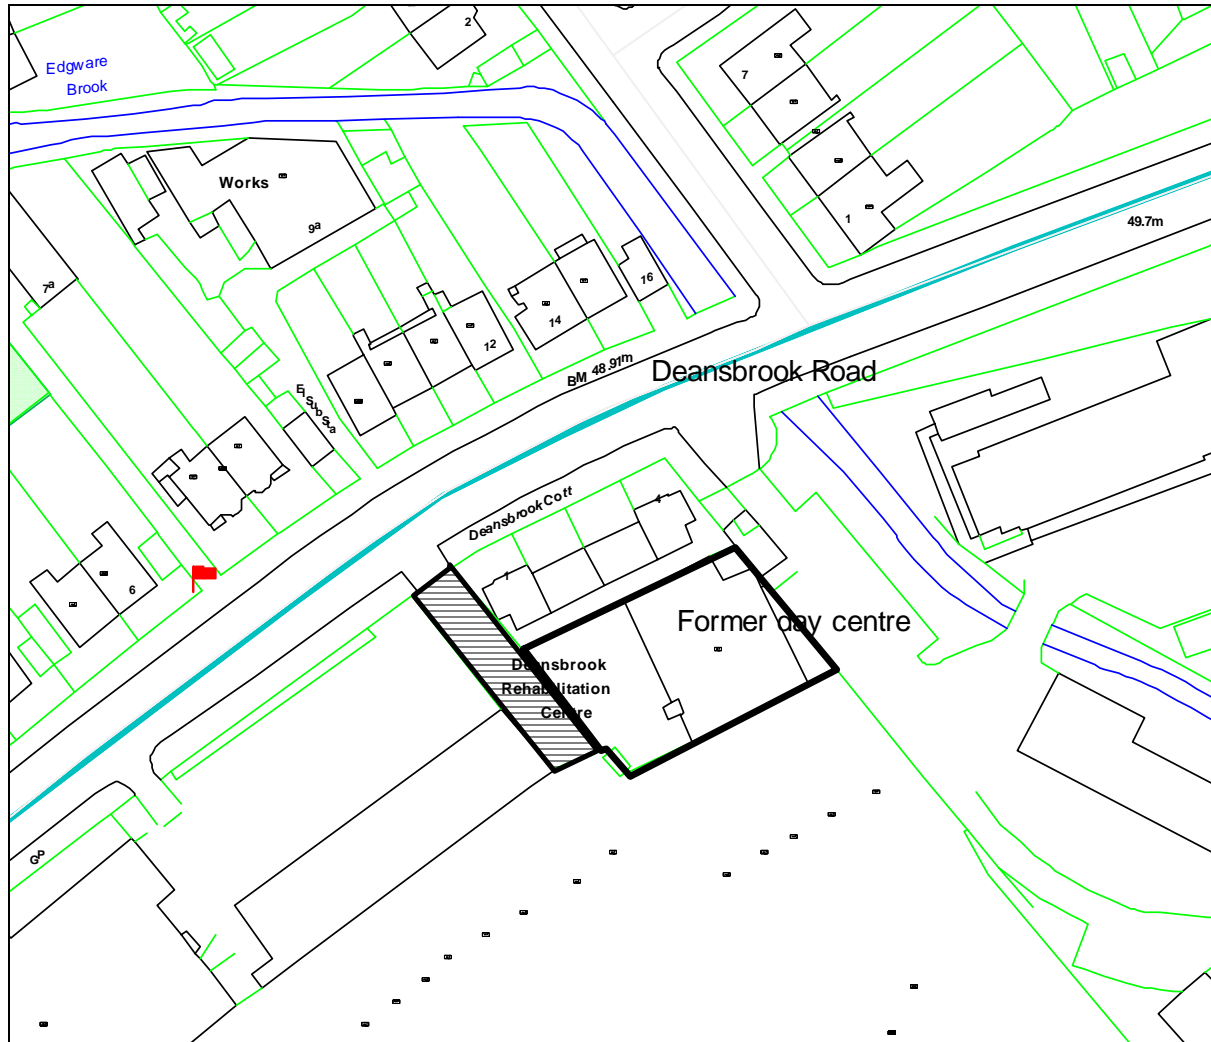 2
Edgware
Brook
7
Works
9a
1
49.7m
7a
16
14
12
BM 48.91m
Deansbrook Road
El Sub Sta
Deansbrook Cott
4
1
6
Former day centre
Deansbrook
Rehabilitation
Centre
GP